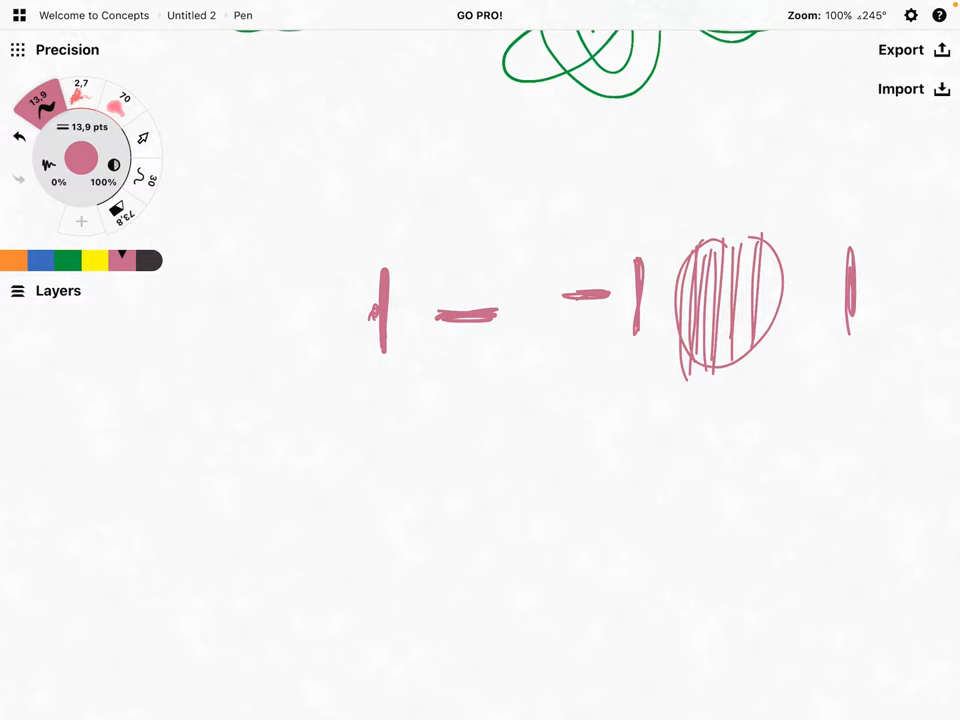 Welcome to Concepts Untitled 2 Pen GO PRO! Zoom: 100% ⊿245°
Precision Export
Import
13,9 2,7 70
13,9 pts
30
0% 100%
73,8
Layers